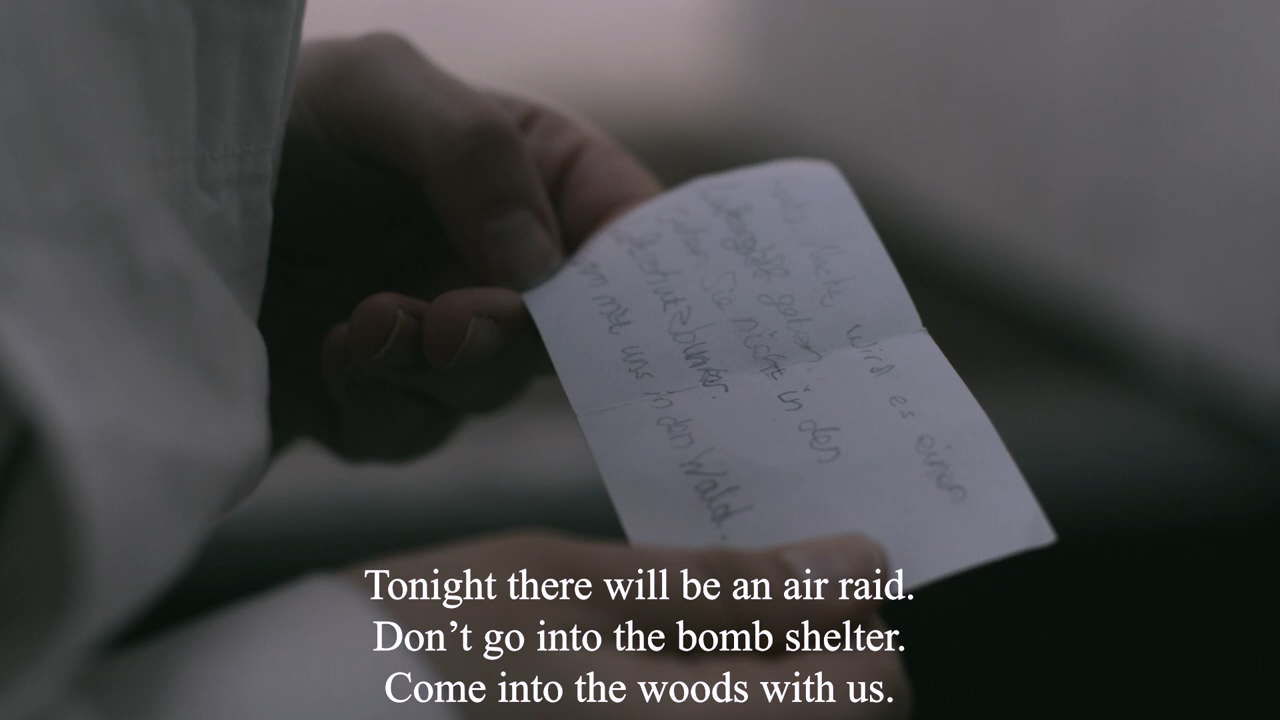 Nacht wird es einen
Luftangriff geben.
Gehen Sie nicht in den
mit uns in den Wald.
Tonight there will be an air raid.
Don’t go into the bomb shelter.
Come into the woods with us.